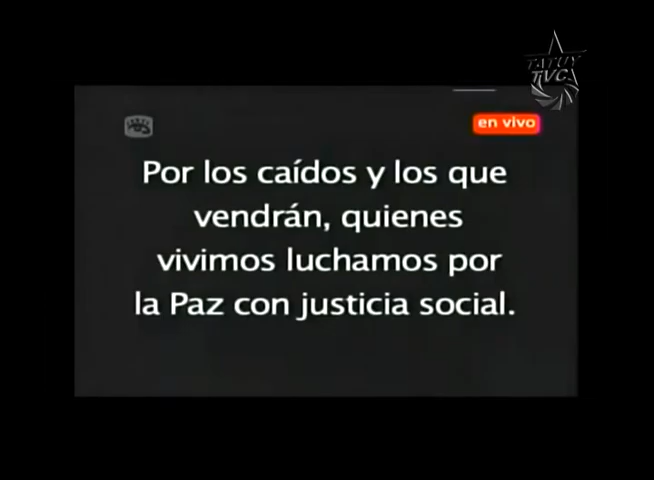 TATUY
TVC
en vivo
Por los caídos y los que
vendrán, quienes
vivimos luchamos por
la Paz con justicia social.